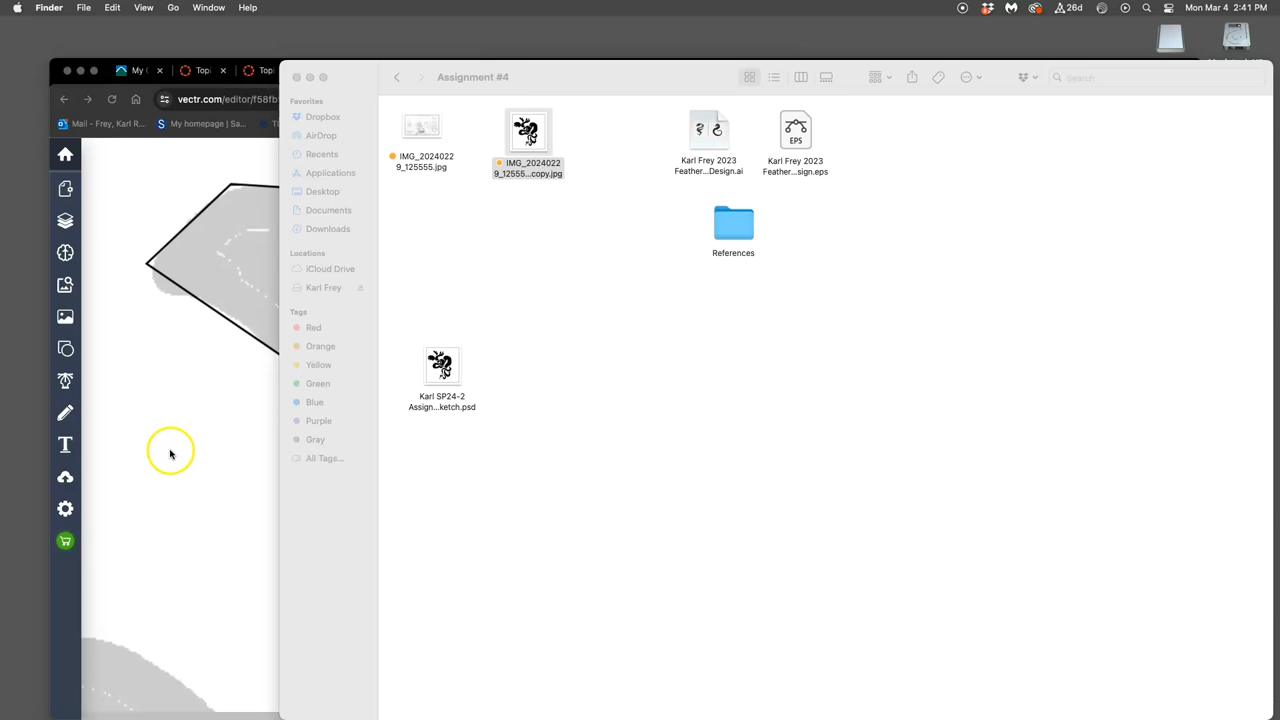 Finder File Edit View Go Window Help
26d
Mon Mar 4 2:41 PM
My
Topi
Topi
vectr.com/editor/f58fb
Mail - Frey, Karl R...
My homepage | Sa...
Assignment #4
Search
Favorites
Dropbox
AirDrop
Recents
Applications
Desktop
Documents
Downloads
Locations
iCloud Drive
Karl Frey
Tags
Red
Orange
Yellow
Green
Blue
Purple
Gray
All Tags...
IMG_2024022
9_125555.jpg
IMG_2024022
9_12555...copy.jpg
Karl Frey 2023
Feather...Design.ai
EPS
Karl Frey 2023
Feather...sign.eps
References
Karl SP24-2
Assign...ketch.psd